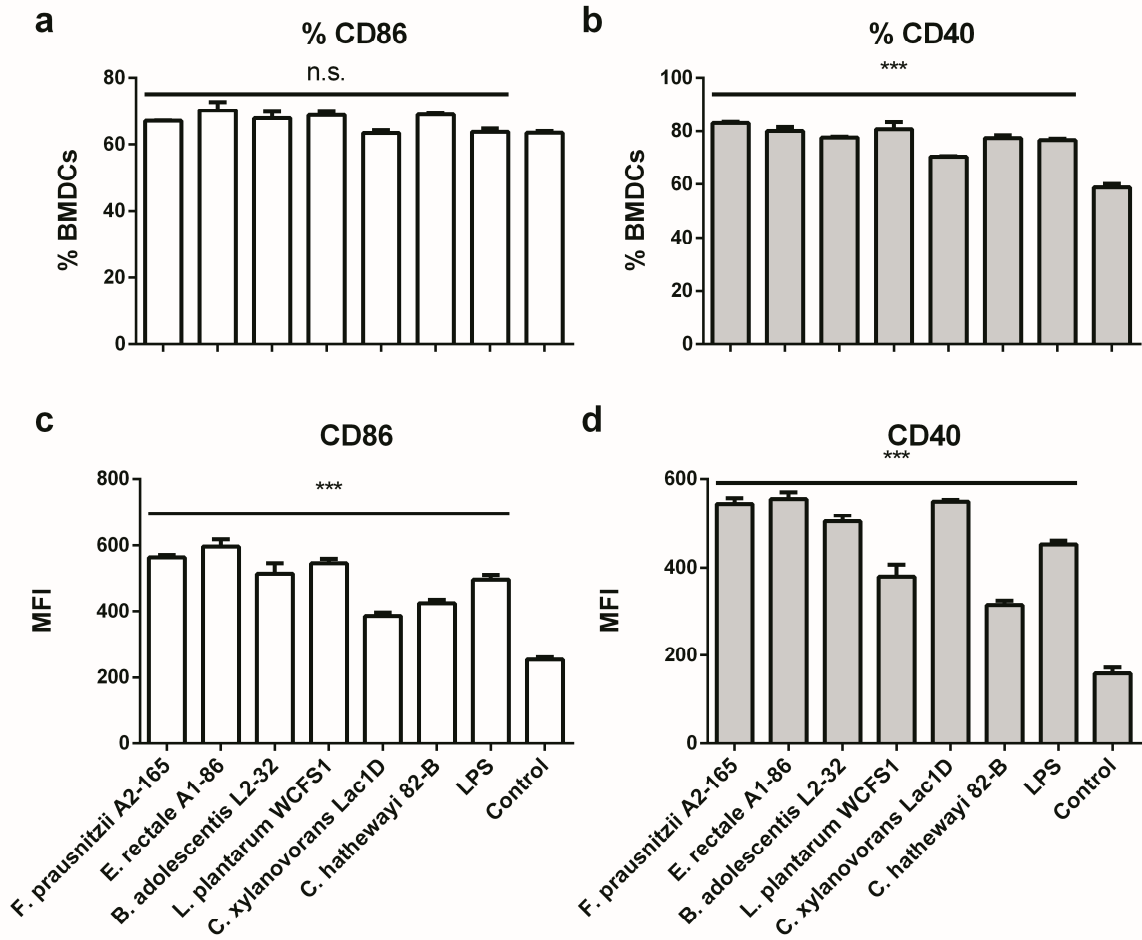 a
% CD86
n.s.
% BMDCs
80
60
40
20
0
b
% CD40
***
% BMDCs
100
80
60
40
20
0
c
CD86
***
MFI
800
600
400
200
0
F. prausnitzii A2-165
E. rectale A1-86
B. adolescentis L2-32
L. plantarum WCFS1
C. xylanovorans Lac1D
C. hathewayi 82-B
LPS
Control
d
CD40
***
MFI
600
400
200
0
F. prausnitzii A2-165
E. rectale A1-86
B. adolescentis L2-32
L. plantarum WCFS1
C. xylanovorans Lac1D
C. hathewayi 82-B
LPS
Control